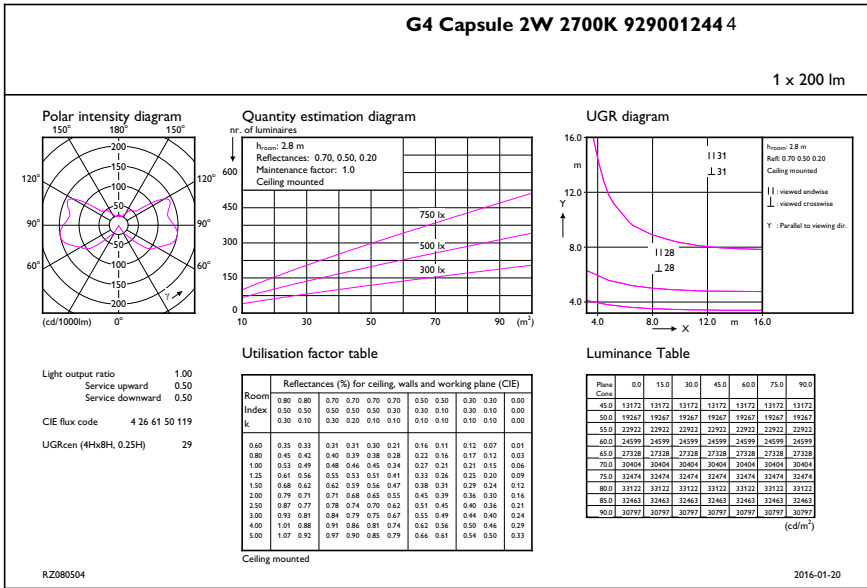 G4 Capsule 2W 2700K 929001244 4
1 x 200 lm
Polar intensity diagram
150° 180° 150°
120° 120°
90° 90°
60° 60°
200
150
100
50
50
100
150
200
γ
(cd/1000lm) 0°
Quantity estimation diagram
nr. of luminaires
hroom: 2.8 m
Reflectances: 0.70, 0.50, 0.20
Maintenance factor: 1.0
Ceiling mounted
600
450
300
150
0
750 lx
500 lx
300 lx
10 30 50 70 90 (m²)
UGR diagram
16.0
m
12.0
Y
8.0
4.0
|| 31
⊥ 31
|| 28
⊥ 28
4.0 8.0 12.0 m 16.0
X
hroom: 2.8 m
Refl: 0.70 0.50 0.20
Ceiling mounted
|| : viewed endwise
⊥ : viewed crosswise
Y : Parallel to viewing dir.
Light output ratio 1.00
Service upward 0.50
Service downward 0.50
CIE flux code 4 26 61 50 119
UGRcen (4Hx8H, 0.25H) 29
Utilisation factor table
Reflectances (%) for ceiling, walls and working plane (CIE)
Room
Index
k
0.80 0.80 0.70 0.70 0.70 0.70 0.50 0.50 0.30 0.30 0.00
0.50 0.50 0.50 0.50 0.50 0.30 0.30 0.10 0.30 0.10 0.00
0.30 0.10 0.30 0.20 0.10 0.10 0.10 0.10 0.10 0.10 0.00
0.60 0.35 0.33 0.31 0.31 0.30 0.21 0.16 0.11 0.12 0.07 0.01
0.80 0.45 0.42 0.40 0.39 0.38 0.28 0.22 0.16 0.17 0.12 0.03
1.00 0.53 0.49 0.48 0.46 0.45 0.34 0.27 0.21 0.21 0.15 0.06
1.25 0.61 0.56 0.55 0.53 0.51 0.41 0.33 0.26 0.25 0.20 0.09
1.50 0.68 0.62 0.62 0.59 0.56 0.47 0.38 0.31 0.29 0.24 0.12
2.00 0.79 0.71 0.71 0.68 0.65 0.55 0.45 0.39 0.36 0.30 0.16
2.50 0.87 0.77 0.78 0.74 0.70 0.62 0.51 0.45 0.40 0.36 0.21
3.00 0.93 0.81 0.84 0.79 0.75 0.67 0.55 0.49 0.44 0.40 0.24
4.00 1.01 0.88 0.91 0.86 0.81 0.74 0.62 0.56 0.50 0.46 0.29
5.00 1.07 0.92 0.97 0.90 0.85 0.79 0.66 0.61 0.54 0.50 0.33
Ceiling mounted
Luminance Table
Plane 0.0 15.0 30.0 45.0 60.0 75.0 90.0
Cone
45.0 13172 13172 13172 13172 13172 13172 13172
50.0 19267 19267 19267 19267 19267 19267 19267
55.0 22922 22922 22922 22922 22922 22922 22922
60.0 24599 24599 24599 24599 24599 24599 24599
65.0 27328 27328 27328 27328 27328 27328 27328
70.0 30404 30404 30404 30404 30404 30404 30404
75.0 32474 32474 32474 32474 32474 32474 32474
80.0 33122 33122 33122 33122 33122 33122 33122
85.0 32463 32463 32463 32463 32463 32463 32463
90.0 30797 30797 30797 30797 30797 30797 30797
(cd/m²)
RZ080504 2016-01-20